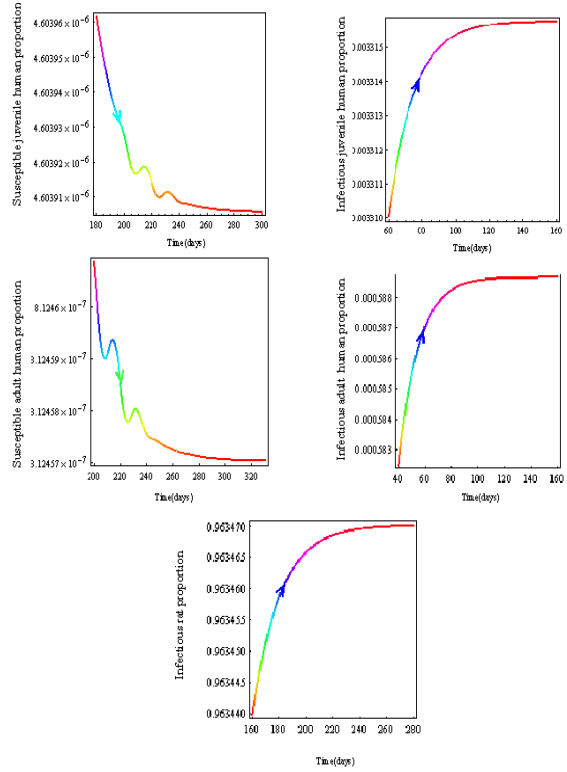 Susceptible juvenile human proportion
4.60396 × 10⁻⁶
4.60395 × 10⁻⁶
4.60394 × 10⁻⁶
4.60393 × 10⁻⁶
4.60392 × 10⁻⁶
4.60391 × 10⁻⁶
180 200 220 240 260 280 300
Time(days)
Infectious juvenile human proportion
0.003315
0.003314
0.003312
0.003311
0.003310
60 80 100 120 140 160
Time(days)
Susceptible adult human proportion
8.1246 × 10⁻⁷
3.12459 × 10⁻⁷
3.12458 × 10⁻⁷
3.12457 × 10⁻⁷
200 220 240 260 280 300 320
Time(days)
Infectious adult human proportion
0.000588
0.000587
0.000586
0.000585
0.000584
0.000583
40 60 80 100 120 140 160
Time(days)
Infectious rat proportion
0.963470
0.963465
0.963460
0.963455
0.963450
0.963445
0.963440
160 180 200 220 240 260 280
Time(days)